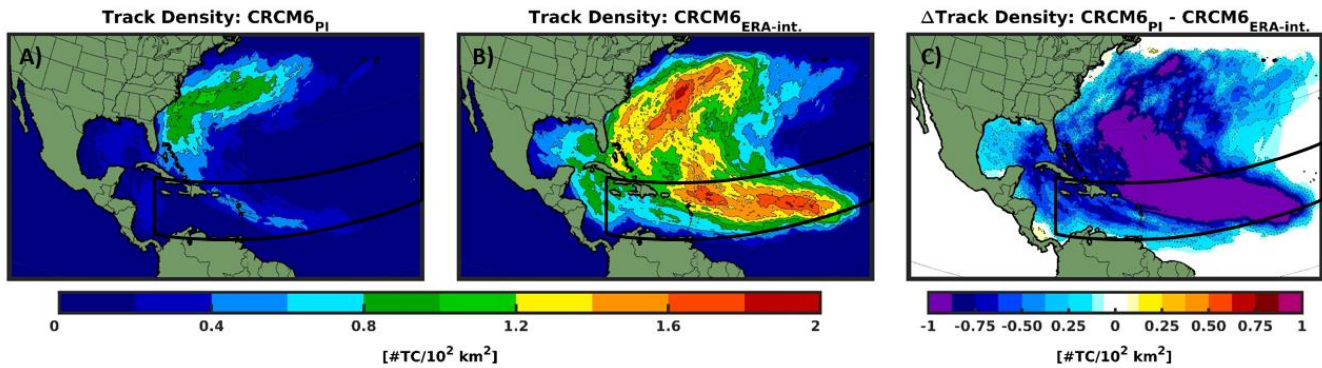 Track Density: CRCM6PI
Track Density: CRCM6ERA-int.
ΔTrack Density: CRCM6PI - CRCM6ERA-int.
A)
B)
C)
0 0.4 0.8 1.2 1.6 2
[#TC/10² km²]
-1 -0.75 -0.50 0.25 0 0.25 0.50 0.75 1
[#TC/10² km²]